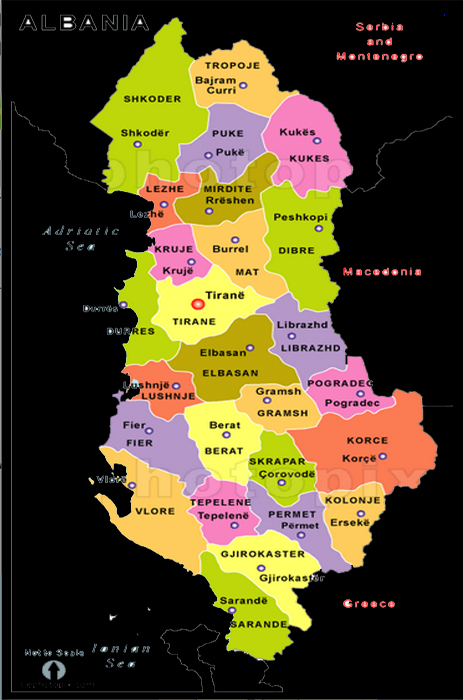 ALBANIA
Serbia
and
Montenegro
TROPOJE
Bajram
Curri
SHKODER
Shkodër
PUKE
Pukë
Kukës
KUKES
LEZHE
Lezhë
MIRDITE
Rrëshen
Peshkopi
DIBRE
Adriatic
Sea
KRUJE
Krujë
Burrel
MAT
Macedonia
Tiranë
TIRANE
Durrës
DURRES
Librazhd
LIBRAZHD
Elbasan
ELBASAN
Lushnjë
LUSHNJE
POGRADEC
Pogradec
Gramsh
GRAMSH
Fier
FIER
Berat
BERAT
KORCE
Korçë
SKRAPAR
Çorovodë
Vlorë
VLORE
TEPELENE
Tepelenë
PERMET
Përmet
KOLONJE
Ersekë
GJIROKASTER
Gjirokastër
Sarandë
SARANDE
Greece
Not to Scale
Ionian
Sea